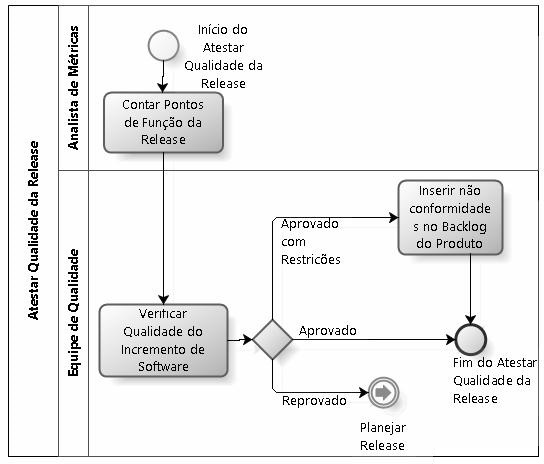 Atestar Qualidade da Release
Analista de Métricas
Início do
Atestar
Qualidade da
Release
Contar Pontos
de Função da
Release
Equipe de Qualidade
Inserir não
conformidade
s no Backlog
do Produto
Aprovado
com
Restricões
Verificar
Qualidade do
Incremento de
Software
Aprovado
Fim do Atestar
Qualidade da
Release
Reprovado
Planejar
Release